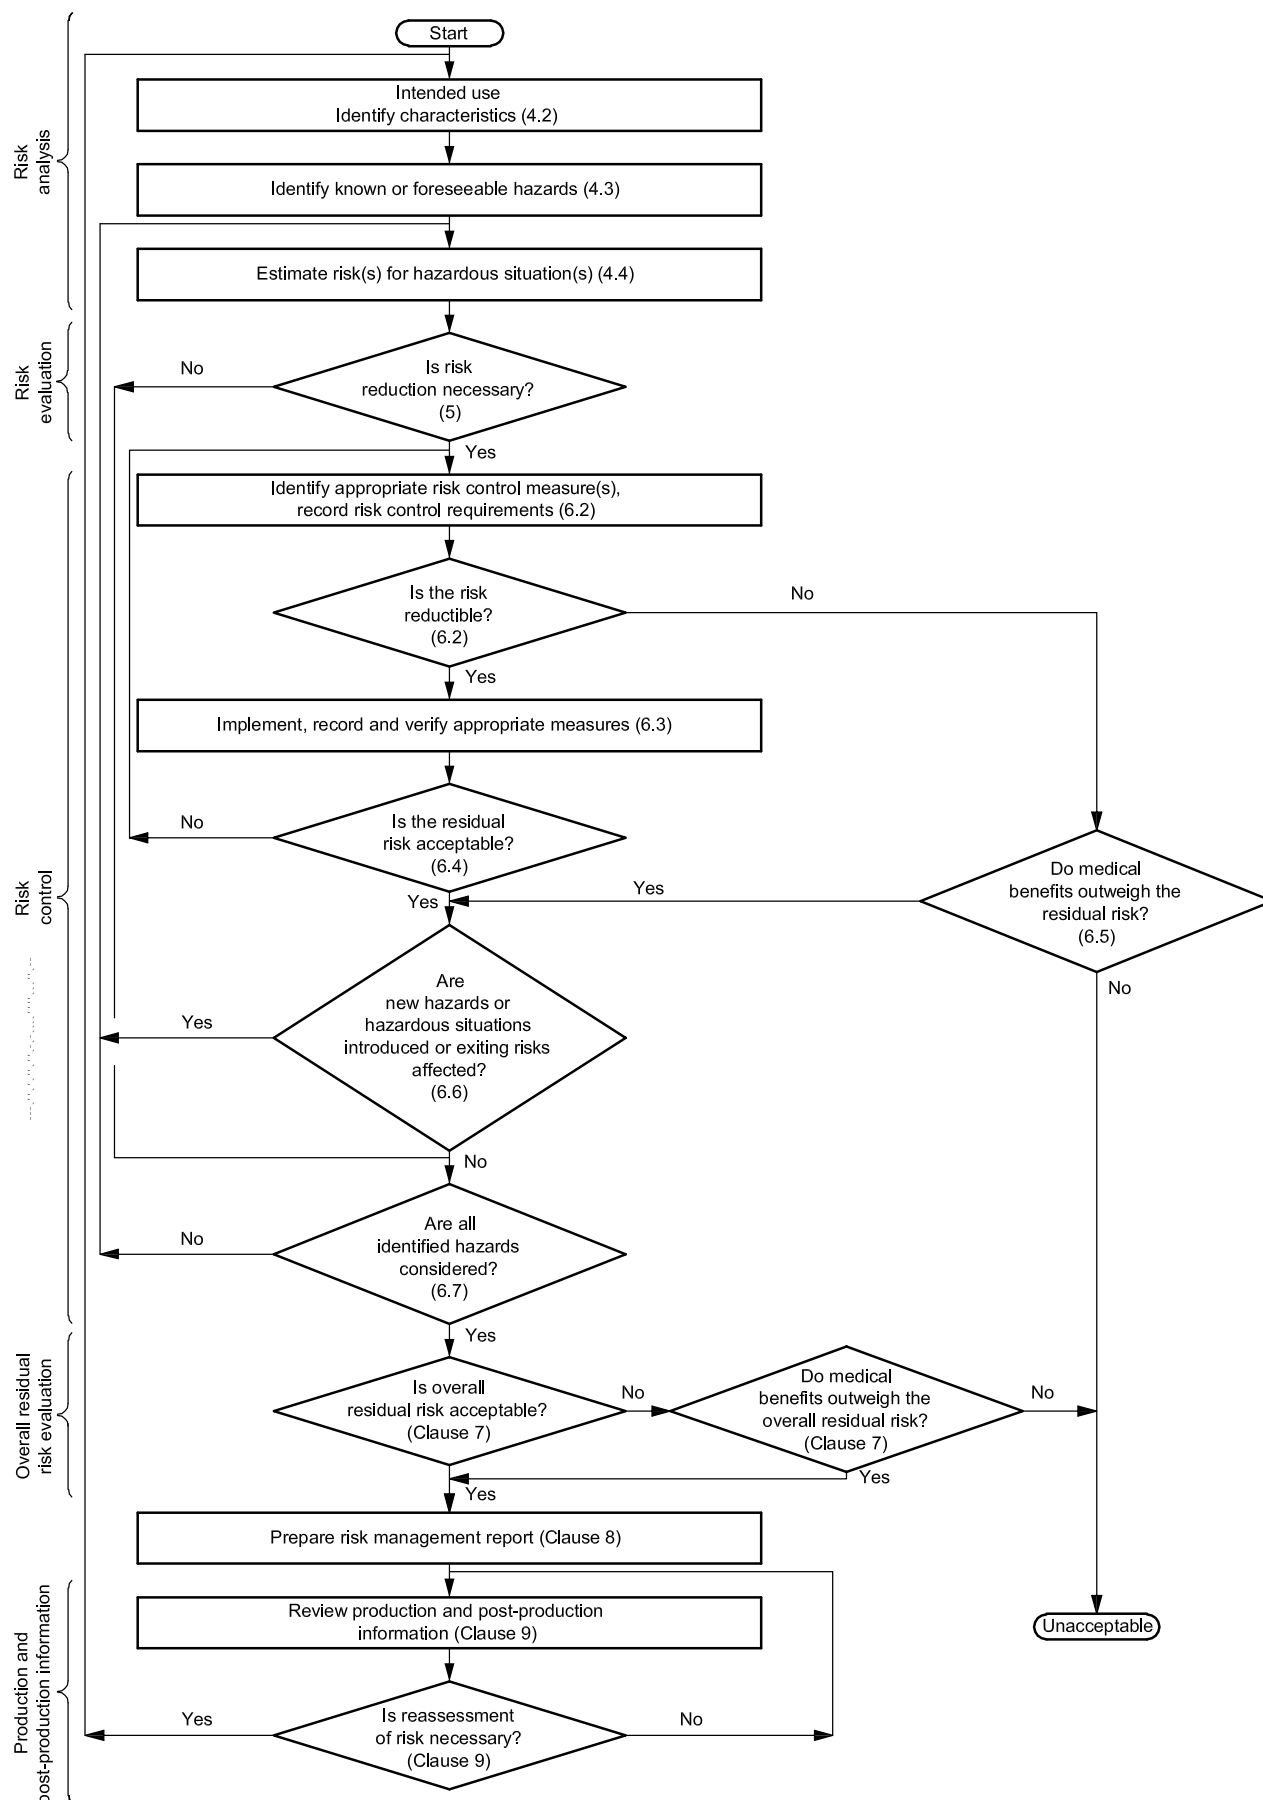 Start
Intended use
Identify characteristics (4.2)
Risk
analysis
Identify known or foreseeable hazards (4.3)
Estimate risk(s) for hazardous situation(s) (4.4)
Risk
evaluation
No
Is risk
reduction necessary?
(5)
Yes
Identify appropriate risk control measure(s),
record risk control requirements (6.2)
Is the risk
reductible?
(6.2)
No
Yes
Implement, record and verify appropriate measures (6.3)
No
Is the residual
risk acceptable?
(6.4)
Risk
control
Yes
Yes
Do medical
benefits outweigh the
residual risk?
(6.5)
No
Yes
Are
new hazards or
hazardous situations
introduced or exiting risks
affected?
(6.6)
No
No
Are all
identified hazards
considered?
(6.7)
Yes
Overall residual
risk evaluation
Is overall
residual risk acceptable?
(Clause 7)
No
Do medical
benefits outweigh the
overall residual risk?
(Clause 7)
No
Yes
Yes
Prepare risk management report (Clause 8)
Production and
post-production information
Review production and post-production
information (Clause 9)
Unacceptable
Yes
Is reassessment
of risk necessary?
(Clause 9)
No